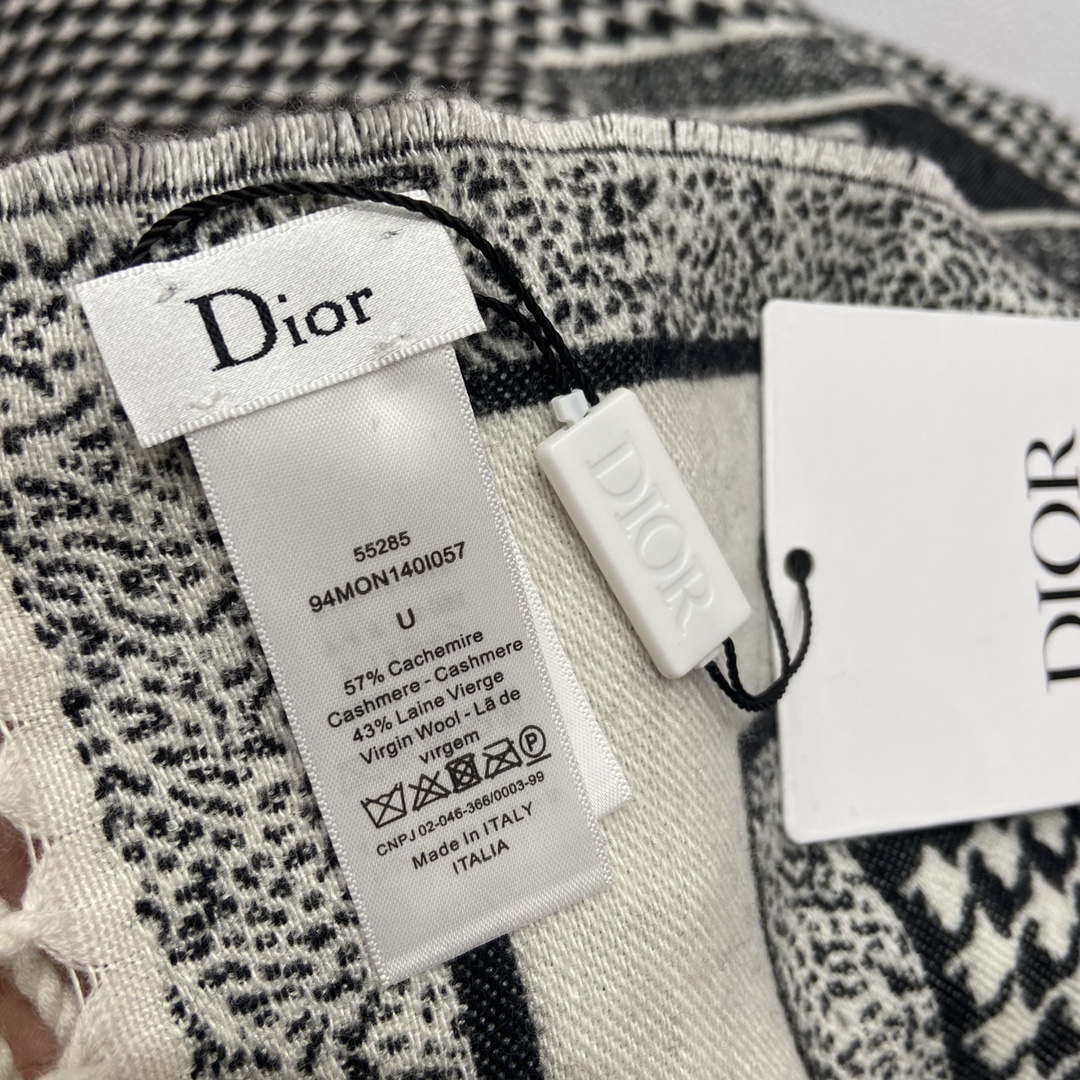 Dior
55285
94MON140I057
U
57% Cachemire
Cashmere - Cashmere
43% Laine Vierge
Virgin Wool - Lã de
virgem
P
CNPJ 02-046-366/0003-99
Made In ITALY
ITALIA
DIOR
DIOR